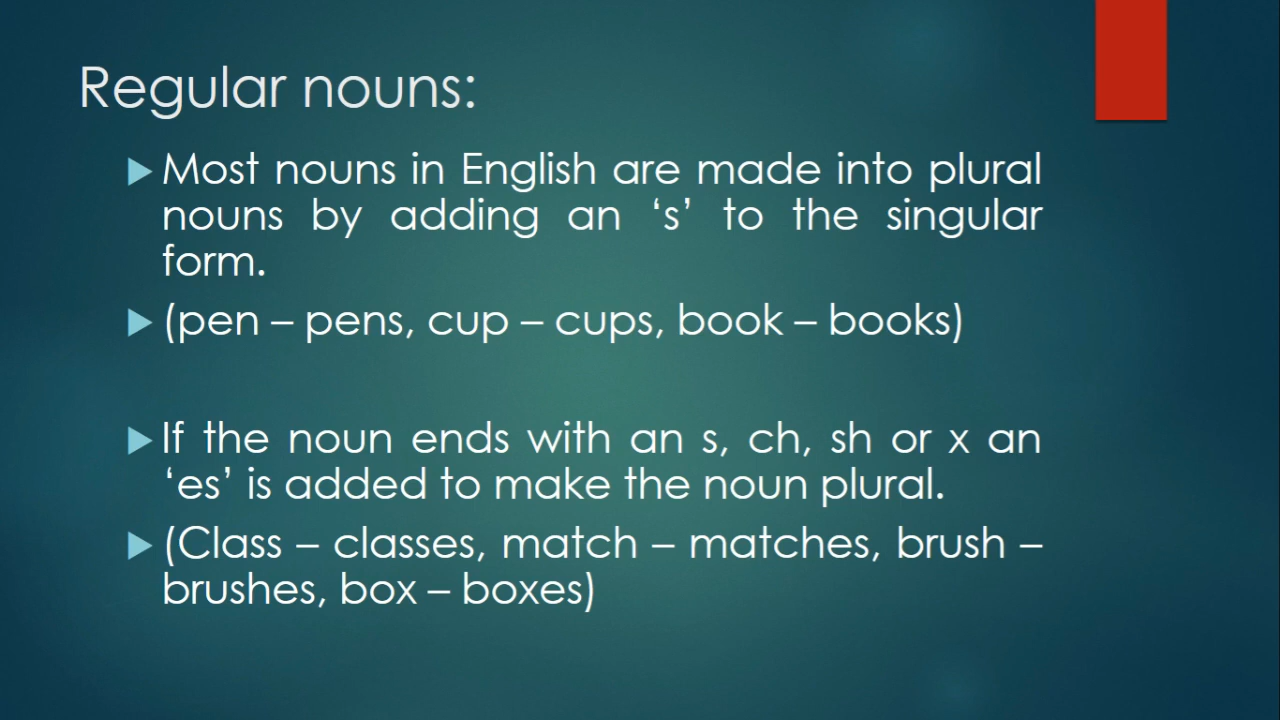 Regular nouns:
Most nouns in English are made into plural
nouns by adding an ‘s’ to the singular
form.
(pen – pens, cup – cups, book – books)
If the noun ends with an s, ch, sh or x an
‘es’ is added to make the noun plural.
(Class – classes, match – matches, brush –
brushes, box – boxes)